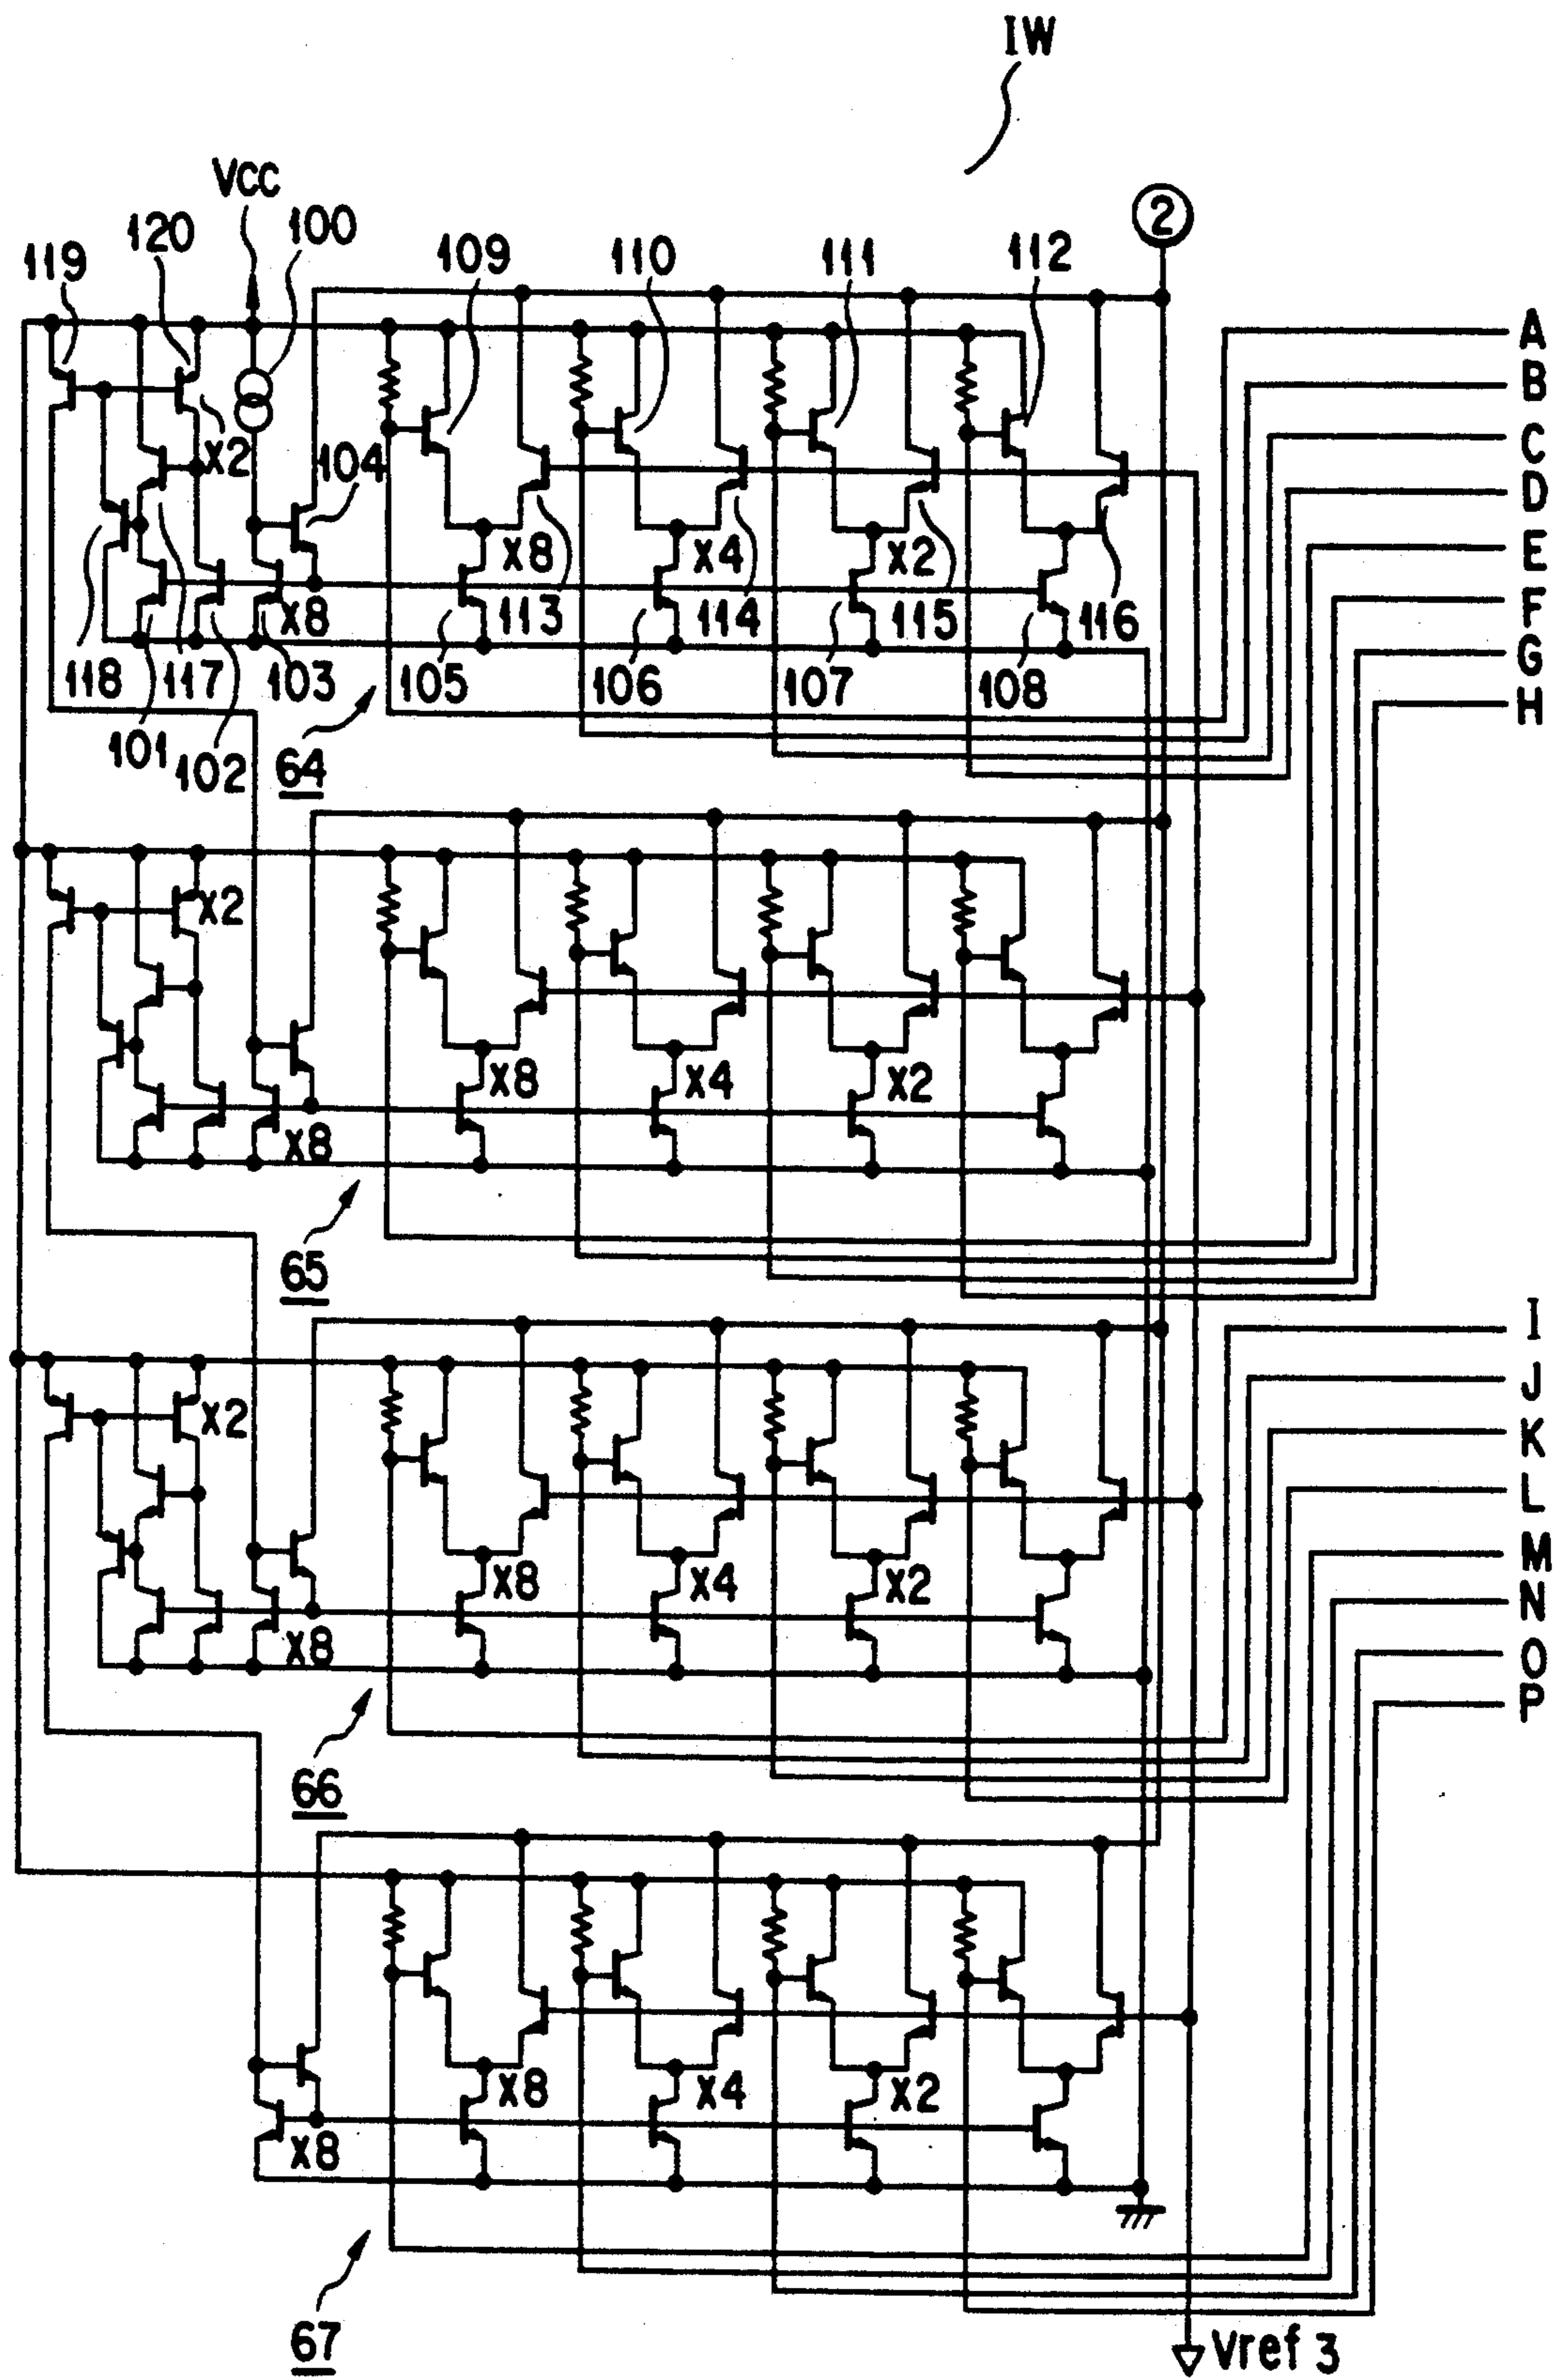 IW
VCC
2
119
120
100
109
110
111
112
A
B
X2
104
C
D
E
X8
X4
X2
F
X8
113
114
115
116
G
118
117
103
105
106
107
108
H
101
102
64
X2
X8
X4
X2
X8
65
I
J
X2
K
L
M
X8
X4
X2
N
X8
O
P
66
X8
X4
X2
X8
67
Vref 3